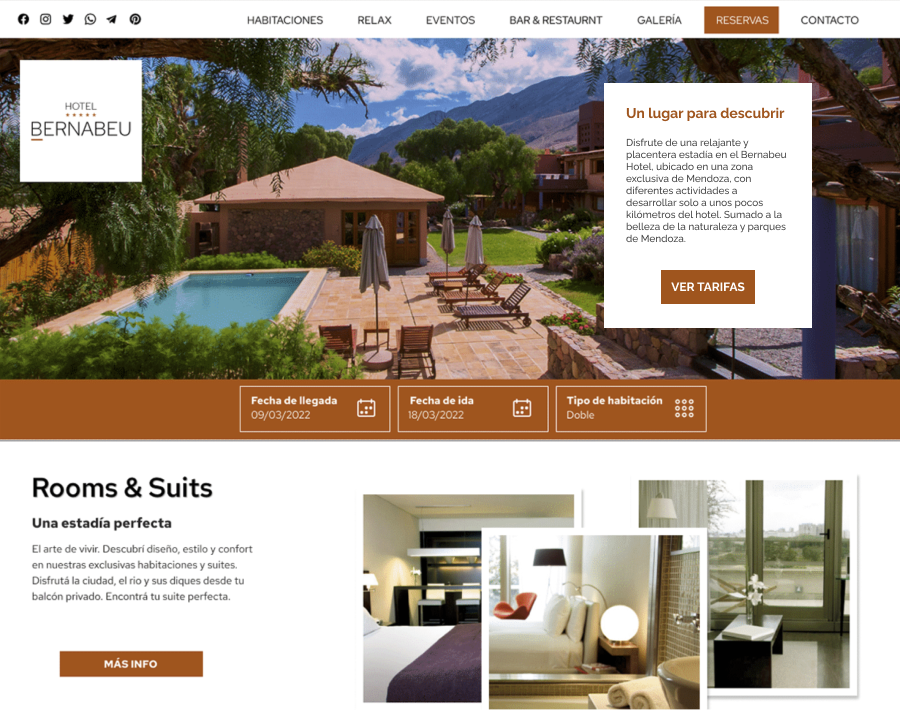 HABITACIONES RELAX EVENTOS BAR & RESTAURNT GALERÍA RESERVAS CONTACTO
HOTEL
BERNABEU
Un lugar para descubrir
Disfrute de una relajante y
placentera estadía en el Bernabeu
Hotel, ubicado en una zona
exclusiva de Mendoza, con
diferentes actividades a
desarrollar solo a unos pocos
kilómetros del hotel. Sumado a la
belleza de la naturaleza y parques
de Mendoza.
VER TARIFAS
Fecha de llegada
09/03/2022
Fecha de ida
18/03/2022
Tipo de habitación
Doble
Rooms & Suits
Una estadía perfecta
El arte de vivir. Descubrí diseño, estilo y confort
en nuestras exclusivas habitaciones y suites.
Disfrutá la ciudad, el rio y sus diques desde tu
balcón privado. Encontrá tu suite perfecta.
MÁS INFO